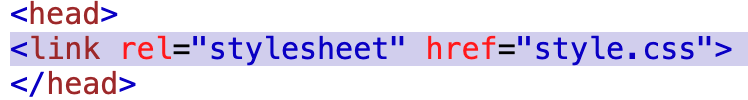 <head>
<link rel="stylesheet" href="style.css">
</head>